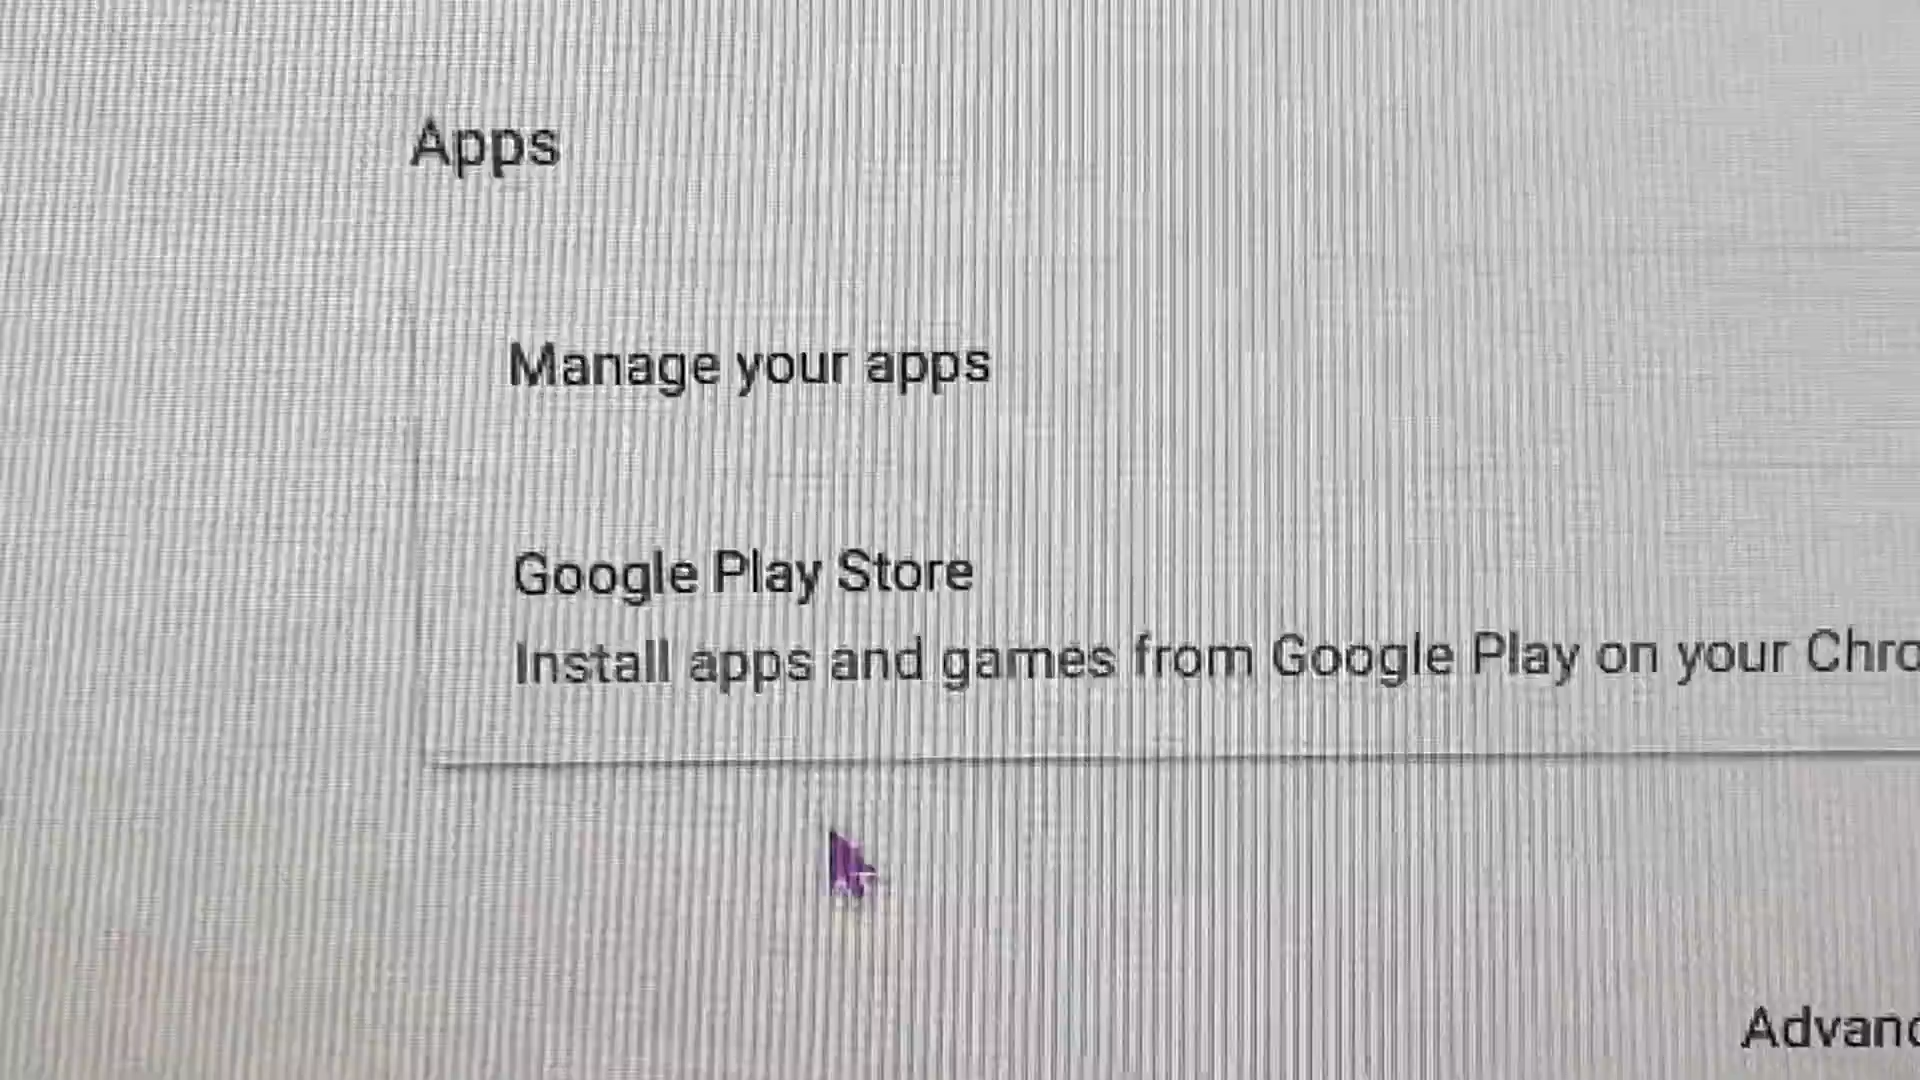 Apps
Manage your apps
Google Play Store
Install apps and games from Google Play on your Chro
Advanc